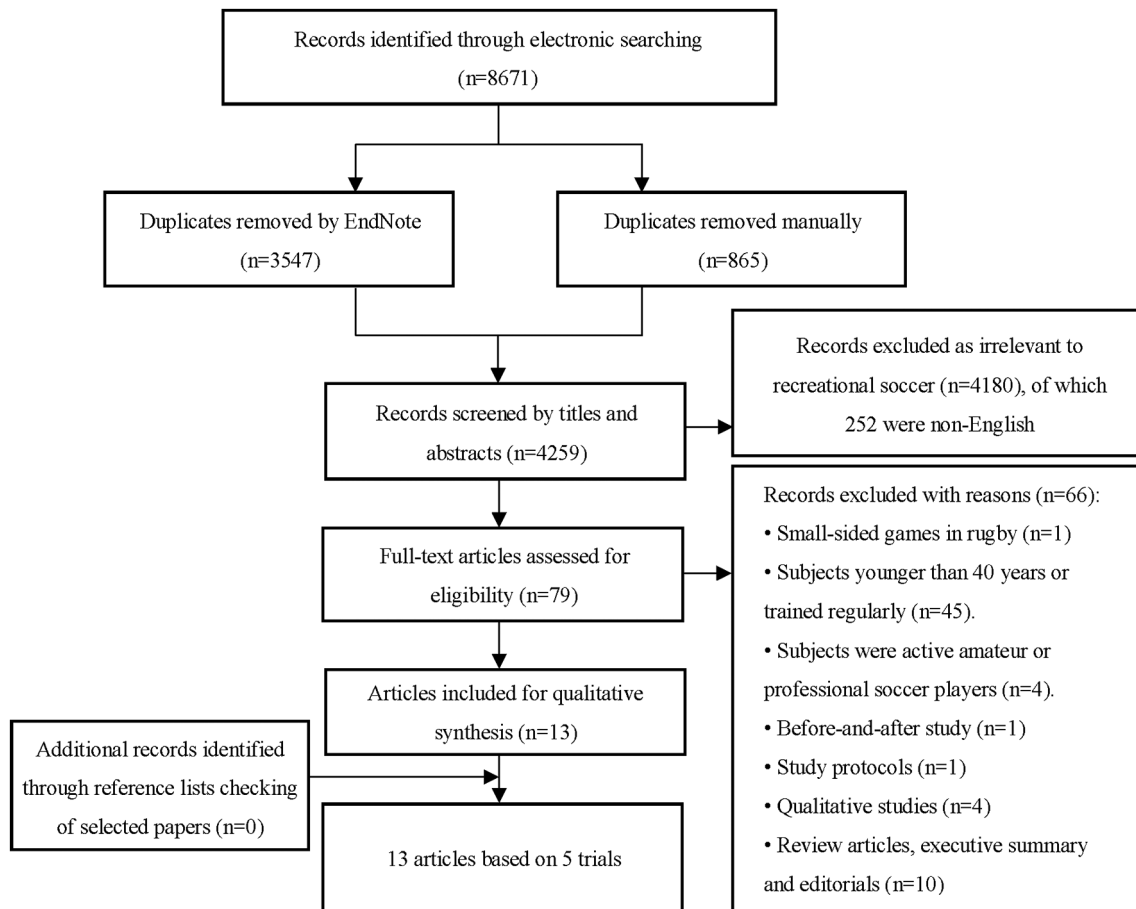 Records identified through electronic searching
(n=8671)
Duplicates removed by EndNote
(n=3547)
Duplicates removed manually
(n=865)
Records screened by titles and
abstracts (n=4259)
Records excluded as irrelevant to
recreational soccer (n=4180), of which
252 were non-English
Full-text articles assessed for
eligibility (n=79)
Records excluded with reasons (n=66):
• Small-sided games in rugby (n=1)
• Subjects younger than 40 years or
trained regularly (n=45).
• Subjects were active amateur or
professional soccer players (n=4).
• Before-and-after study (n=1)
• Study protocols (n=1)
• Qualitative studies (n=4)
• Review articles, executive summary
and editorials (n=10)
Articles included for qualitative
synthesis (n=13)
Additional records identified
through reference lists checking
of selected papers (n=0)
13 articles based on 5 trials